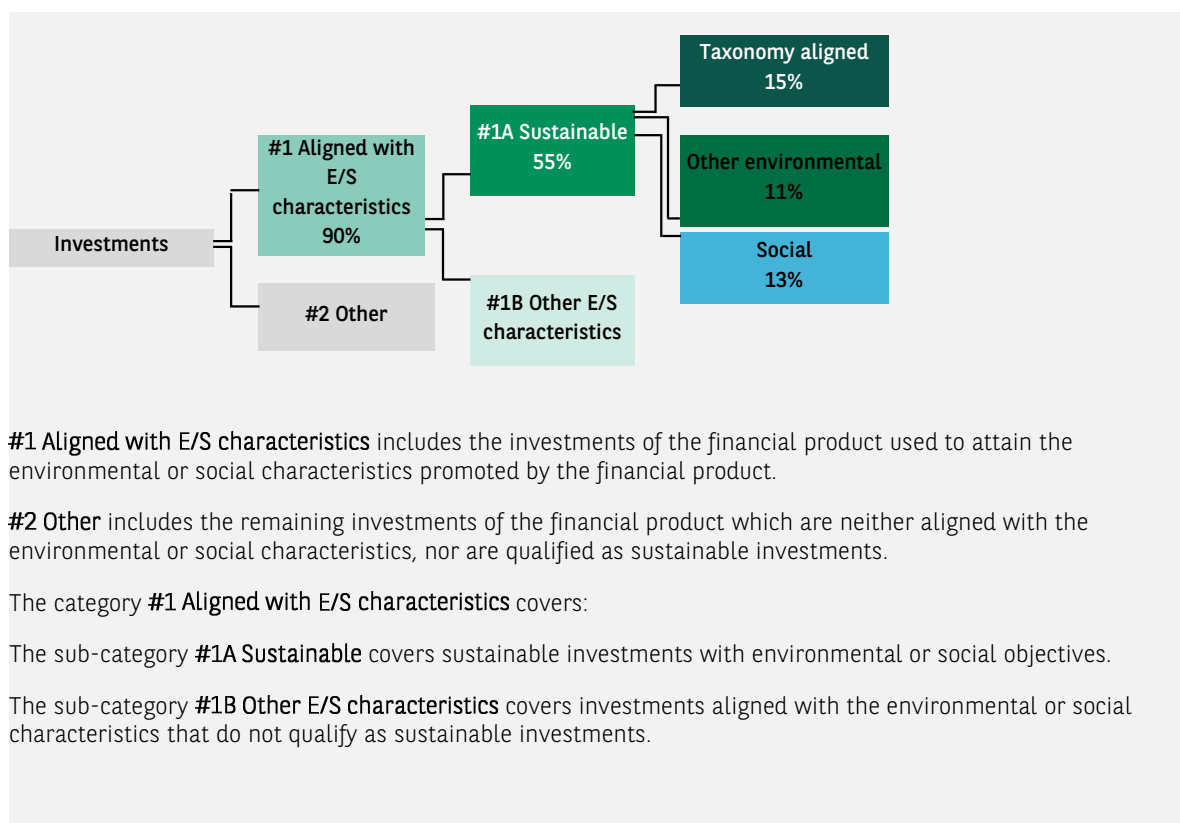 Investments
#1 Aligned with
E/S
characteristics
90%
#2 Other
#1A Sustainable
55%
#1B Other E/S
characteristics
Taxonomy aligned
15%
Other environmental
11%
Social
13%
#1 Aligned with E/S characteristics includes the investments of the financial product used to attain the
environmental or social characteristics promoted by the financial product.
#2 Other includes the remaining investments of the financial product which are neither aligned with the
environmental or social characteristics, nor are qualified as sustainable investments.
The category #1 Aligned with E/S characteristics covers:
The sub-category #1A Sustainable covers sustainable investments with environmental or social objectives.
The sub-category #1B Other E/S characteristics covers investments aligned with the environmental or social
characteristics that do not qualify as sustainable investments.